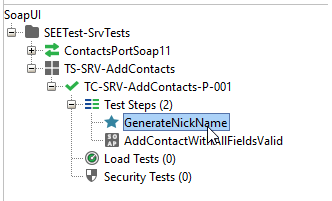 SoapUI
SEETest-SrvTests
ContactsPortSoap11
TS-SRV-AddContacts
TC-SRV-AddContacts-P-001
Test Steps (2)
GenerateNickName
SOAP AddContactWithAllFieldsValid
Load Tests (0)
Security Tests (0)